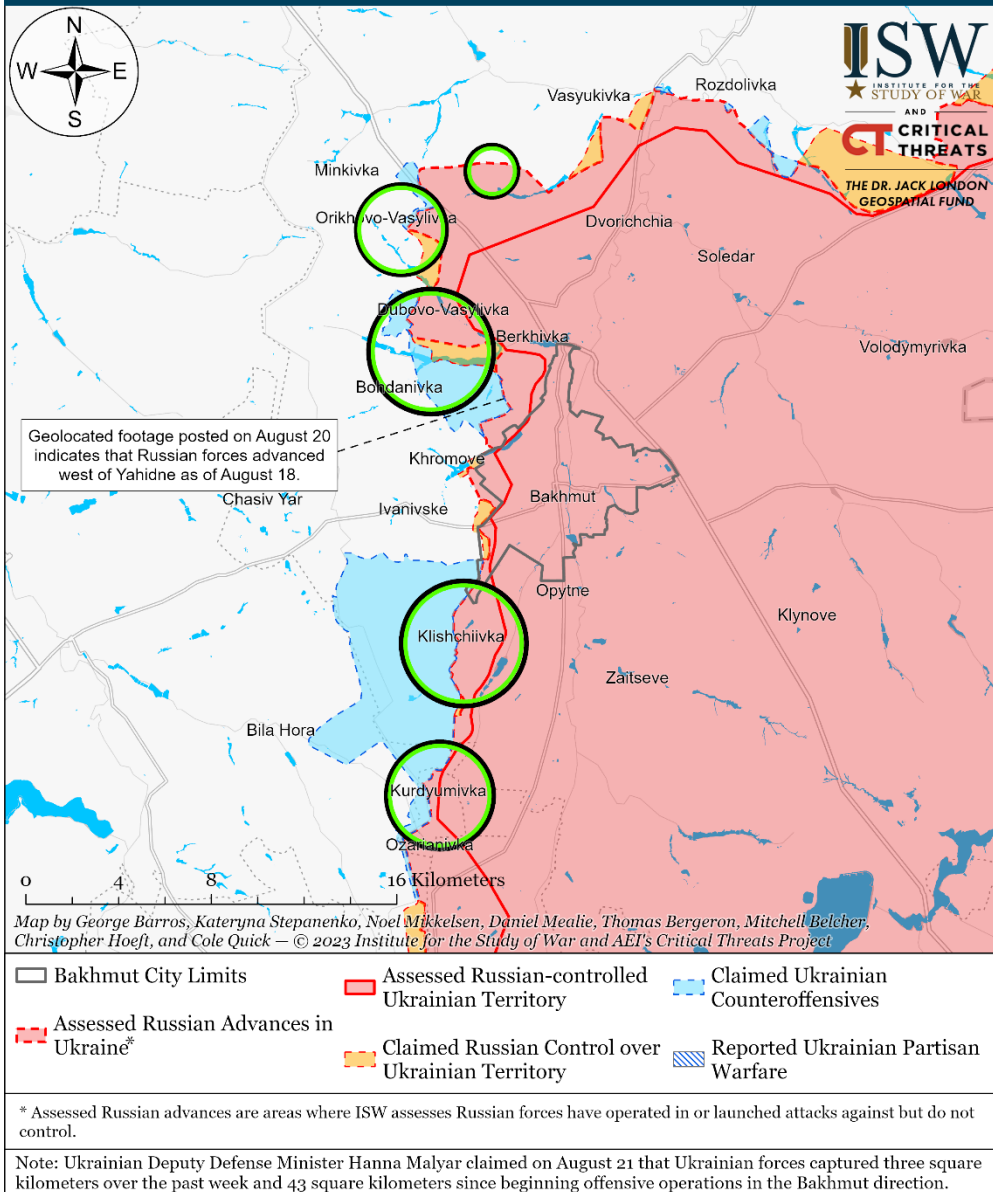 N
W E
S
ISW
INSTITUTE FOR THE
STUDY OF WAR
AND
CT CRITICAL
THREATS
THE DR. JACK LONDON
GEOSPATIAL FUND
Rozdolivka
Vasyukivka
Minkivka
Orikhovo-Vasylivka
Dvorichchia
Soledar
Dubovo-Vasylivka
Berkhivka
Volodymyrivka
Bohdanivka
Geolocated footage posted on August 20
indicates that Russian forces advanced
west of Yahidne as of August 18.
Khromove
Chasiv Yar
Bakhmut
Ivanivske
Opytne
Klynove
Klishchiivka
Zaitseve
Bila Hora
Kurdyumivka
Ozarianivka
0 4 8 16 Kilometers
Map by George Barros, Kateryna Stepanenko, Noel Mikkelsen, Daniel Mealie, Thomas Bergeron, Mitchell Belcher,
Christopher Hoeft, and Cole Quick — © 2023 Institute for the Study of War and AEI's Critical Threats Project
Bakhmut City Limits
Assessed Russian Advances in
Ukraine*
Assessed Russian-controlled
Ukrainian Territory
Claimed Russian Control over
Ukrainian Territory
Claimed Ukrainian
Counteroffensives
Reported Ukrainian Partisan
Warfare
* Assessed Russian advances are areas where ISW assesses Russian forces have operated in or launched attacks against but do not
control.
Note: Ukrainian Deputy Defense Minister Hanna Malyar claimed on August 21 that Ukrainian forces captured three square
kilometers over the past week and 43 square kilometers since beginning offensive operations in the Bakhmut direction.